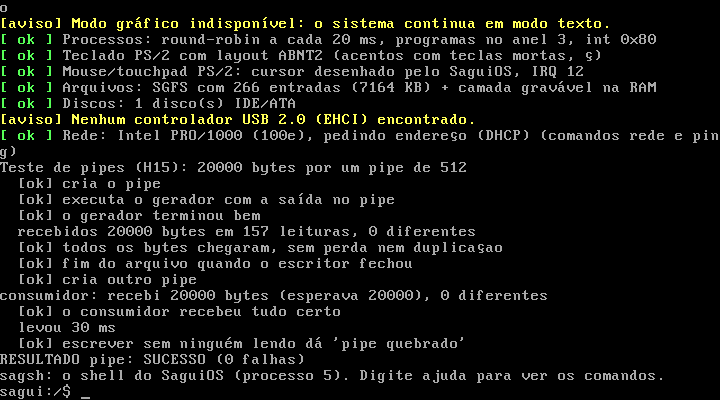 o
[aviso] Modo gráfico indisponível: o sistema continua em modo texto.
[ ok ] Processos: round-robin a cada 20 ms, programas no anel 3, int 0x80
[ ok ] Teclado PS/2 com layout ABNT2 (acentos com teclas mortas, ç)
[ ok ] Mouse/touchpad PS/2: cursor desenhado pelo SaguiOS, IRQ 12
[ ok ] Arquivos: SGFS com 266 entradas (7164 KB) + camada gravável na RAM
[ ok ] Discos: 1 disco(s) IDE/ATA
[aviso] Nenhum controlador USB 2.0 (EHCI) encontrado.
[ ok ] Rede: Intel PRO/1000 (100e), pedindo endereço (DHCP) (comandos rede e pin
g)
Teste de pipes (H15): 20000 bytes por um pipe de 512
[ok] cria o pipe
[ok] executa o gerador com a saída no pipe
[ok] o gerador terminou bem
recebidos 20000 bytes em 157 leituras, 0 diferentes
[ok] todos os bytes chegaram, sem perda nem duplicaçao
[ok] fim do arquivo quando o escritor fechou
[ok] cria outro pipe
consumidor: recebi 20000 bytes (esperava 20000), 0 diferentes
[ok] o consumidor recebeu tudo certo
levou 30 ms
[ok] escrever sem ninguém lendo dá 'pipe quebrado'
RESULTADO pipe: SUCESSO (0 falhas)
sagsh: o shell do SaguiOS (processo 5). Digite ajuda para ver os comandos.
sagui:/$ _